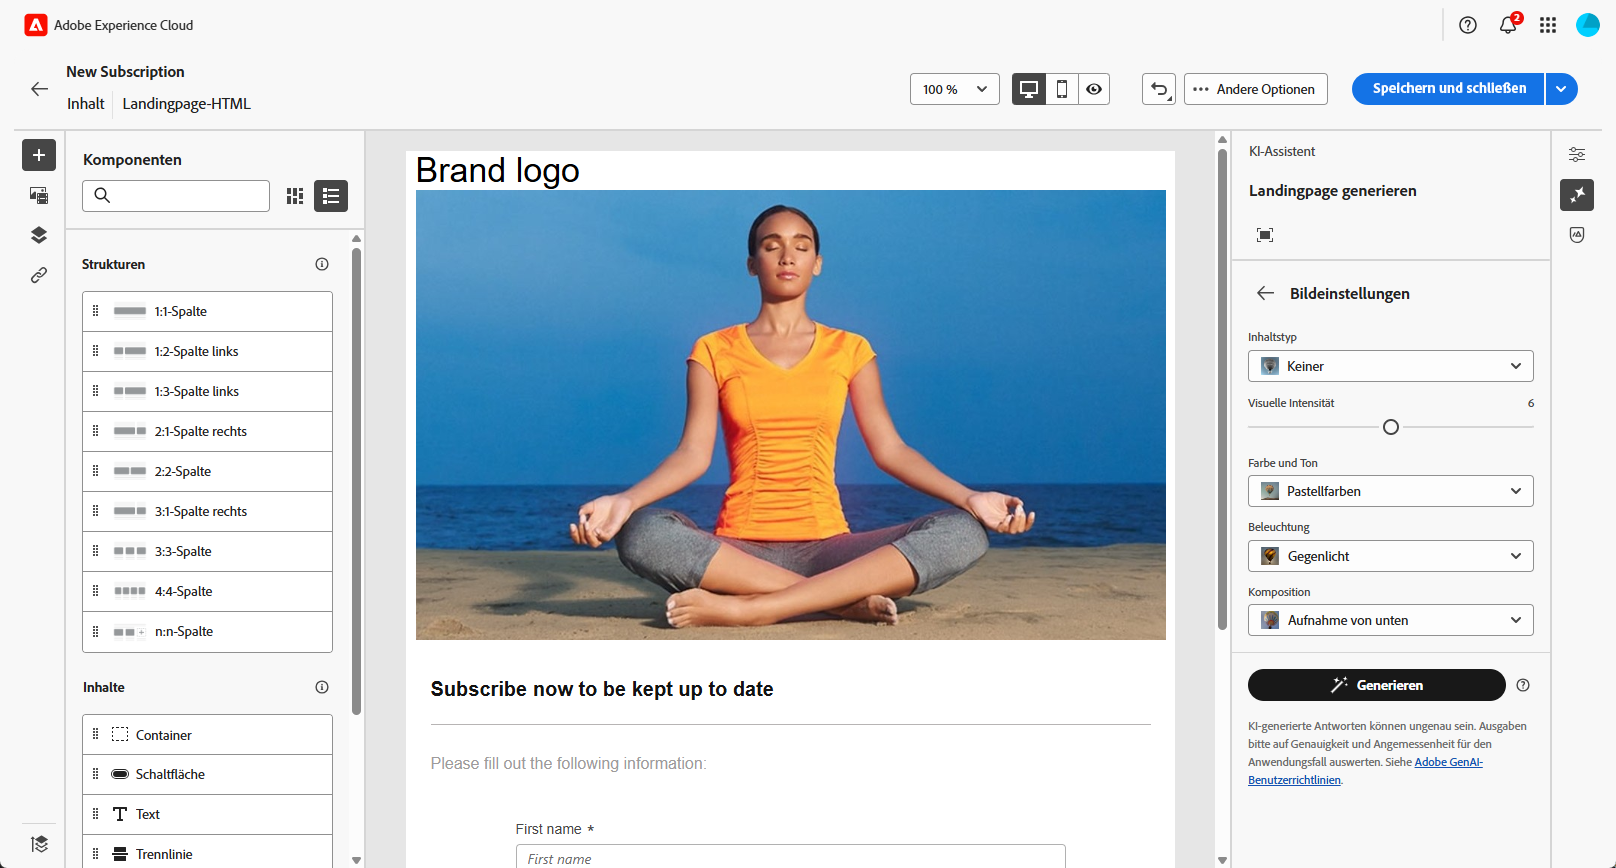 Adobe Experience Cloud
2
New Subscription
Inhalt
Landingpage-HTML
100 %
Andere Optionen
Speichern und schließen
Komponenten
Strukturen
1:1-Spalte
1:2-Spalte links
1:3-Spalte links
2:1-Spalte rechts
2:2-Spalte
3:1-Spalte rechts
3:3-Spalte
4:4-Spalte
n:n-Spalte
Inhalte
Container
Schaltfläche
Text
Trennlinie
Brand logo
Subscribe now to be kept up to date
Please fill out the following information:
First name *
First name
KI-Assistent
Landingpage generieren
Bildeinstellungen
Inhaltstyp
Keiner
Visuelle Intensität 6
Farbe und Ton
Pastellfarben
Beleuchtung
Gegenlicht
Komposition
Aufnahme von unten
Generieren
KI-generierte Antworten können ungenau sein. Ausgaben
bitte auf Genauigkeit und Angemessenheit für den
Anwendungsfall auswerten. Siehe Adobe GenAI-
Benutzerrichtlinien.